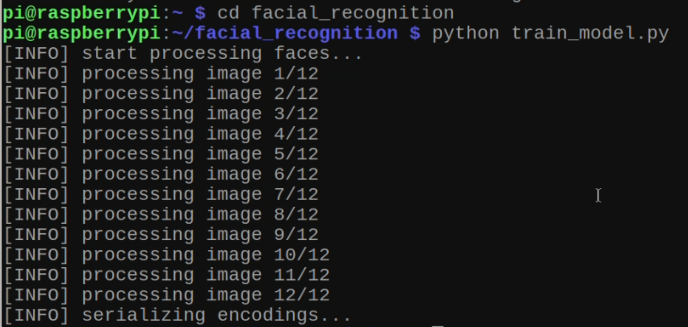 pi@raspberrypi:~ $ cd facial_recognition
pi@raspberrypi:~/facial_recognition $ python train_model.py
[INFO] start processing faces...
[INFO] processing image 1/12
[INFO] processing image 2/12
[INFO] processing image 3/12
[INFO] processing image 4/12
[INFO] processing image 5/12
[INFO] processing image 6/12
[INFO] processing image 7/12
[INFO] processing image 8/12
[INFO] processing image 9/12
[INFO] processing image 10/12
[INFO] processing image 11/12
[INFO] processing image 12/12
[INFO] serializing encodings...